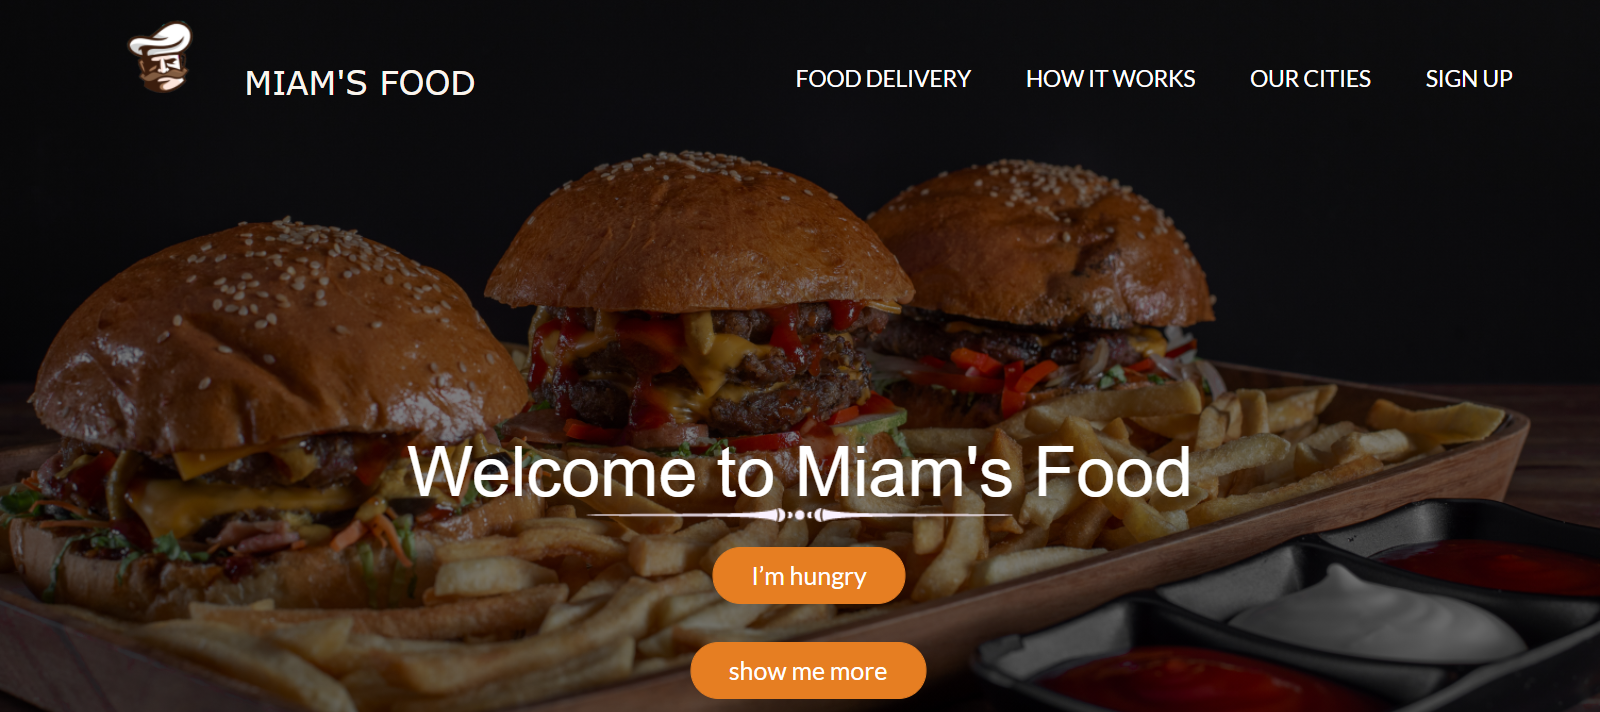 MIAM'S FOOD
FOOD DELIVERY
HOW IT WORKS
OUR CITIES
SIGN UP
Welcome to Miam's Food
I’m hungry
show me more